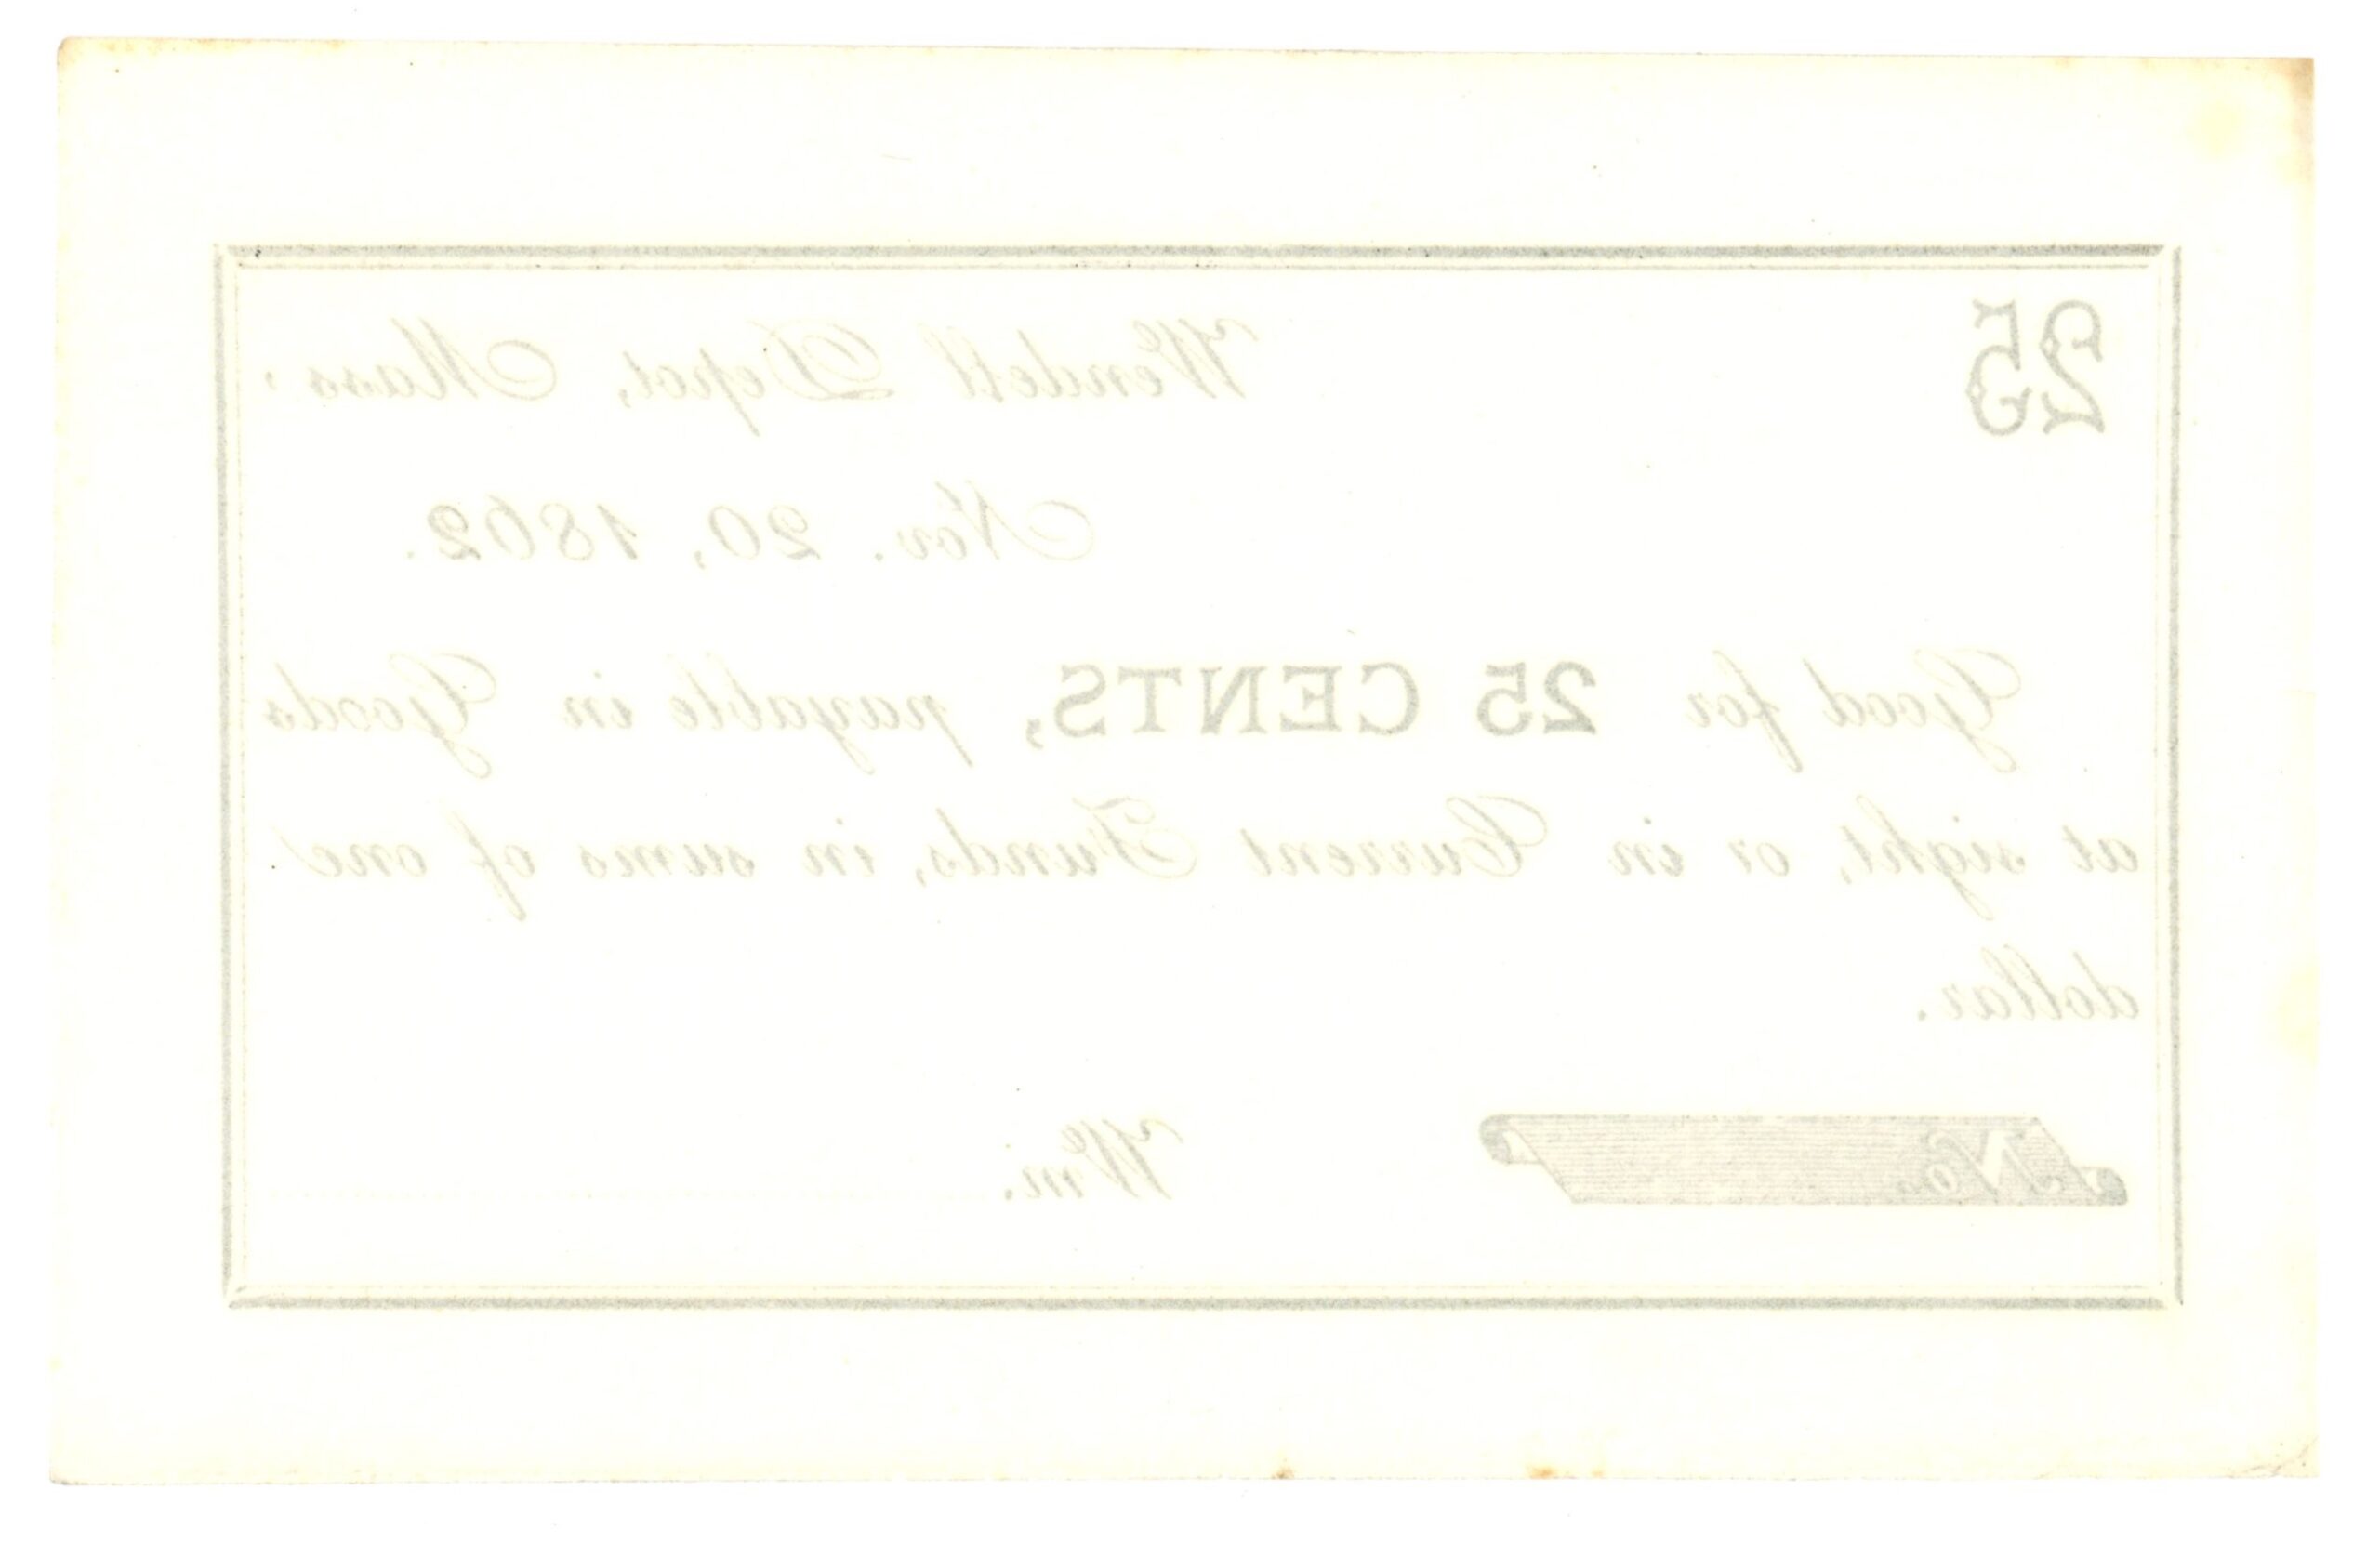 25
Wendell Depot, Mass.
Nov. 20, 1862.
Good for 25 CENTS, payable in Goods
at sight, or in Current Funds, in sums of one
dollar.
No. Wm.